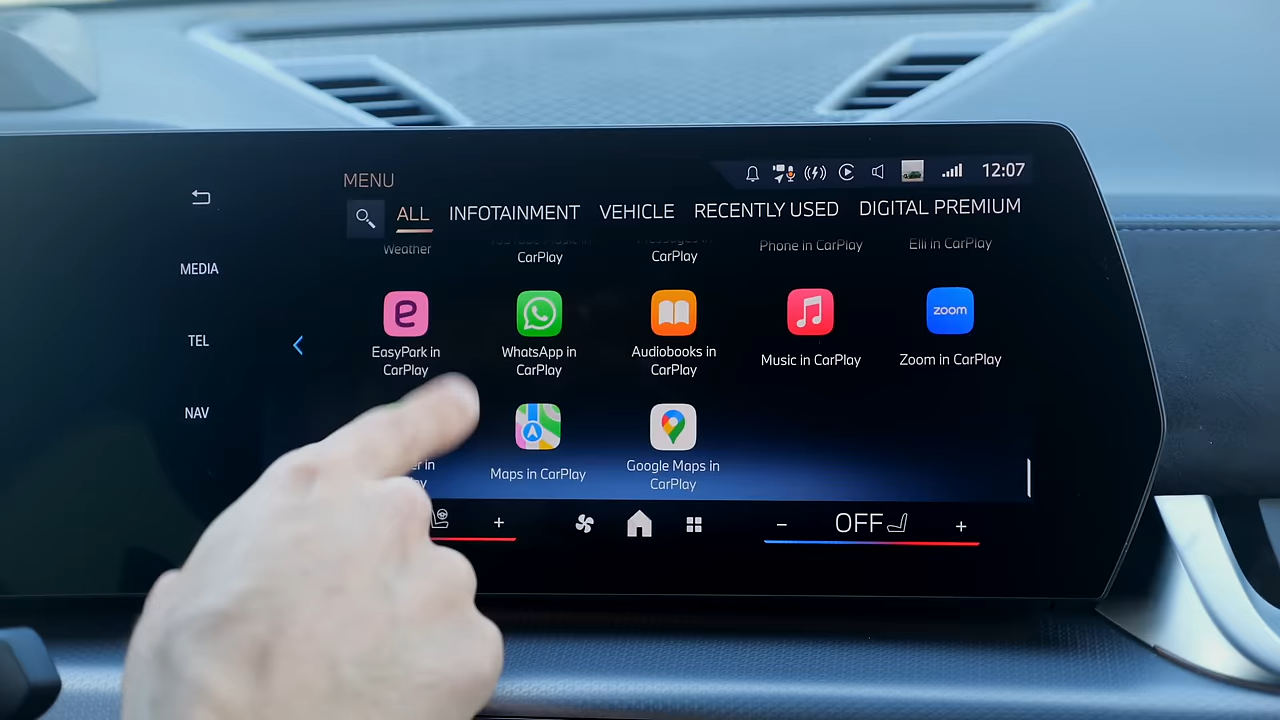 MENU
12:07
ALL INFOTAINMENT VEHICLE RECENTLY USED DIGITAL PREMIUM
MEDIA
TEL
NAV
Weather
CarPlay
CarPlay
Phone in CarPlay
Elli in CarPlay
e
zoom
EasyPark in
CarPlay
WhatsApp in
CarPlay
Audiobooks in
CarPlay
Music in CarPlay
Zoom in CarPlay
in
Maps in CarPlay
Google Maps in
CarPlay
+
− OFF +